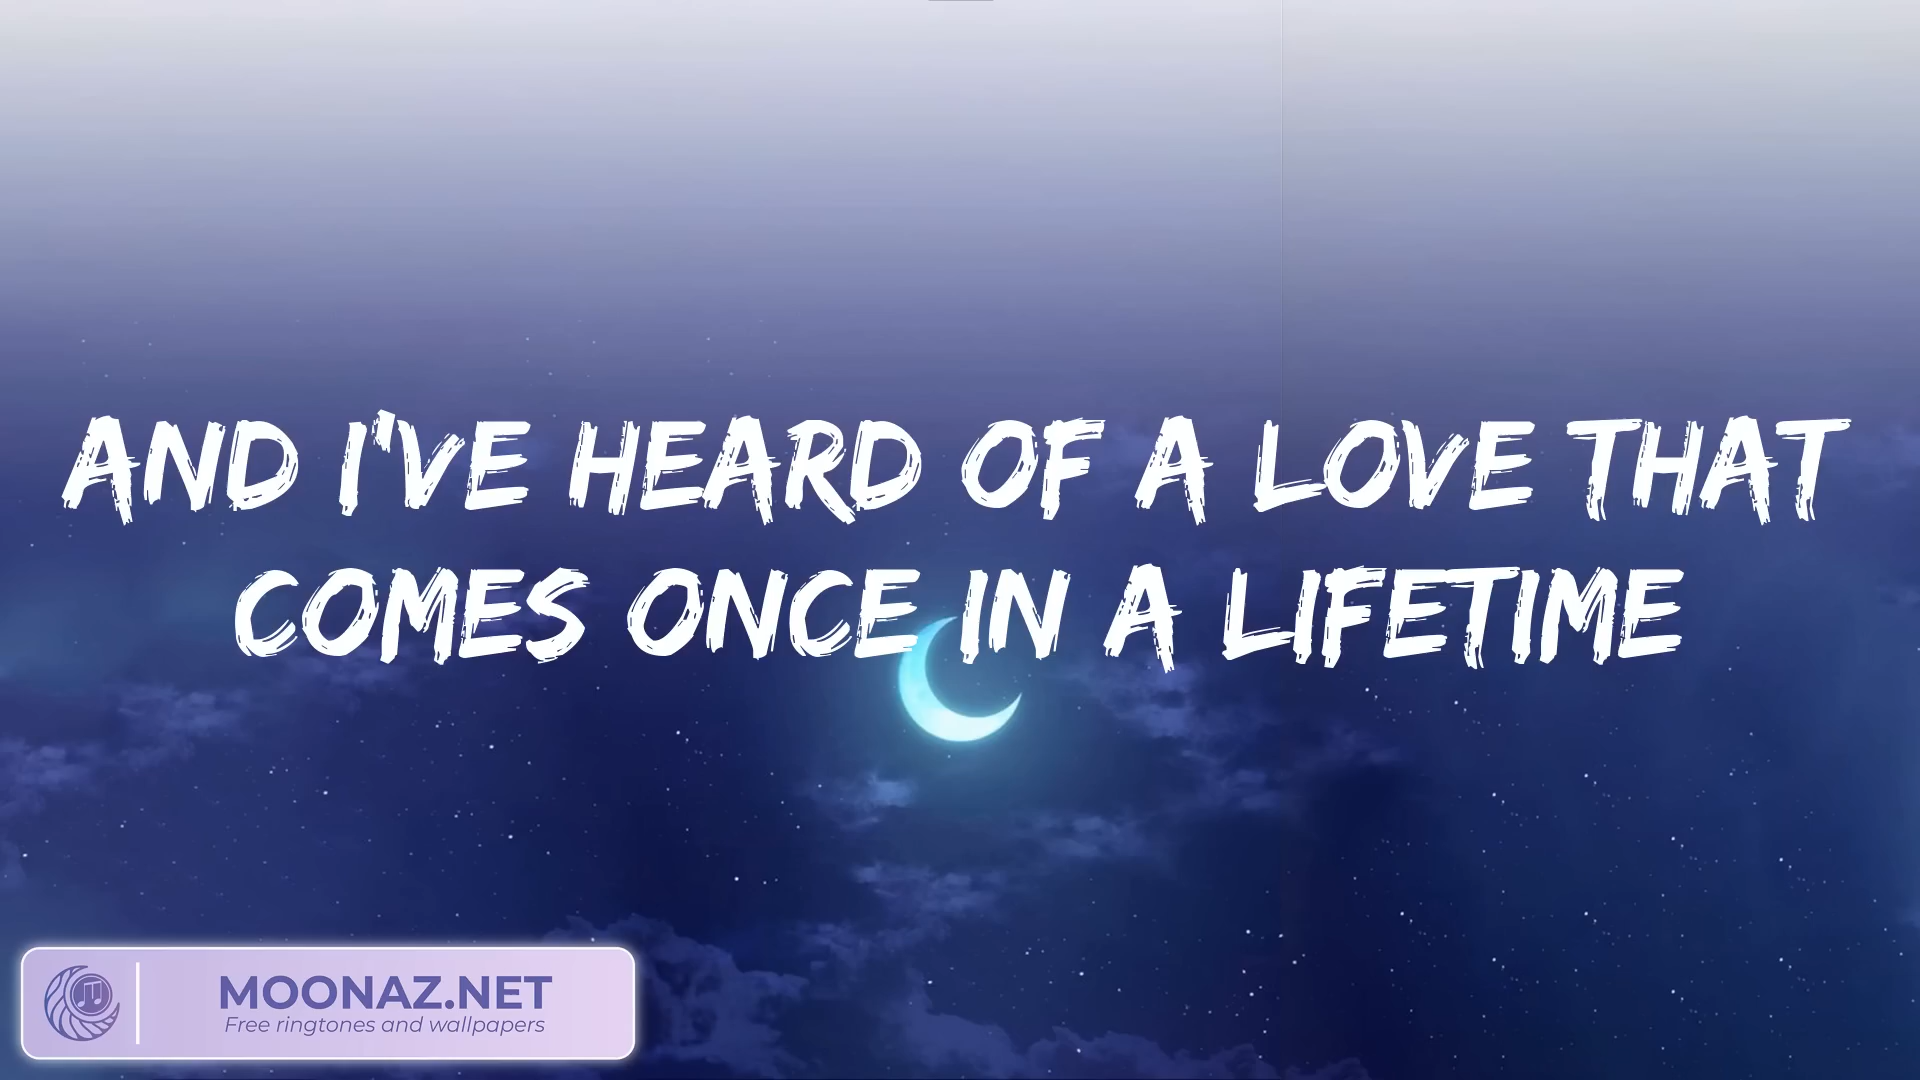 AND I'VE HEARD OF A LOVE THAT
COMES ONCE IN A LIFETIME
MOONAZ.NET
Free ringtones and wallpapers